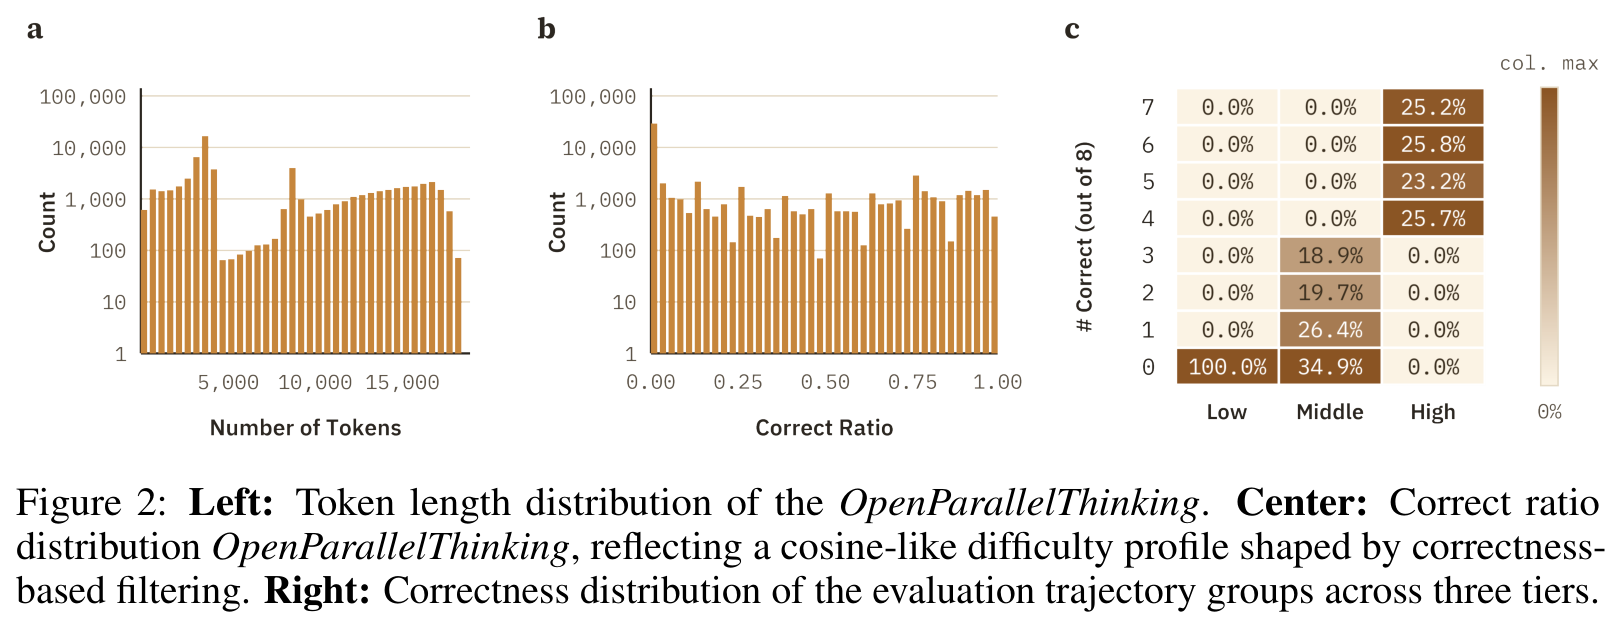 a
100,000
10,000
1,000
100
10
1
Count
5,000 10,000 15,000
Number of Tokens
b
100,000
10,000
1,000
100
10
1
Count
0.00 0.25 0.50 0.75 1.00
Correct Ratio
c
col. max
# Correct (out of 8)
7 0.0% 0.0% 25.2%
6 0.0% 0.0% 25.8%
5 0.0% 0.0% 23.2%
4 0.0% 0.0% 25.7%
3 0.0% 18.9% 0.0%
2 0.0% 19.7% 0.0%
1 0.0% 26.4% 0.0%
0 100.0% 34.9% 0.0%
Low Middle High
0%
Figure 2: Left: Token length distribution of the OpenParallelThinking. Center: Correct ratio
distribution OpenParallelThinking, reflecting a cosine-like difficulty profile shaped by correctness-
based filtering. Right: Correctness distribution of the evaluation trajectory groups across three tiers.